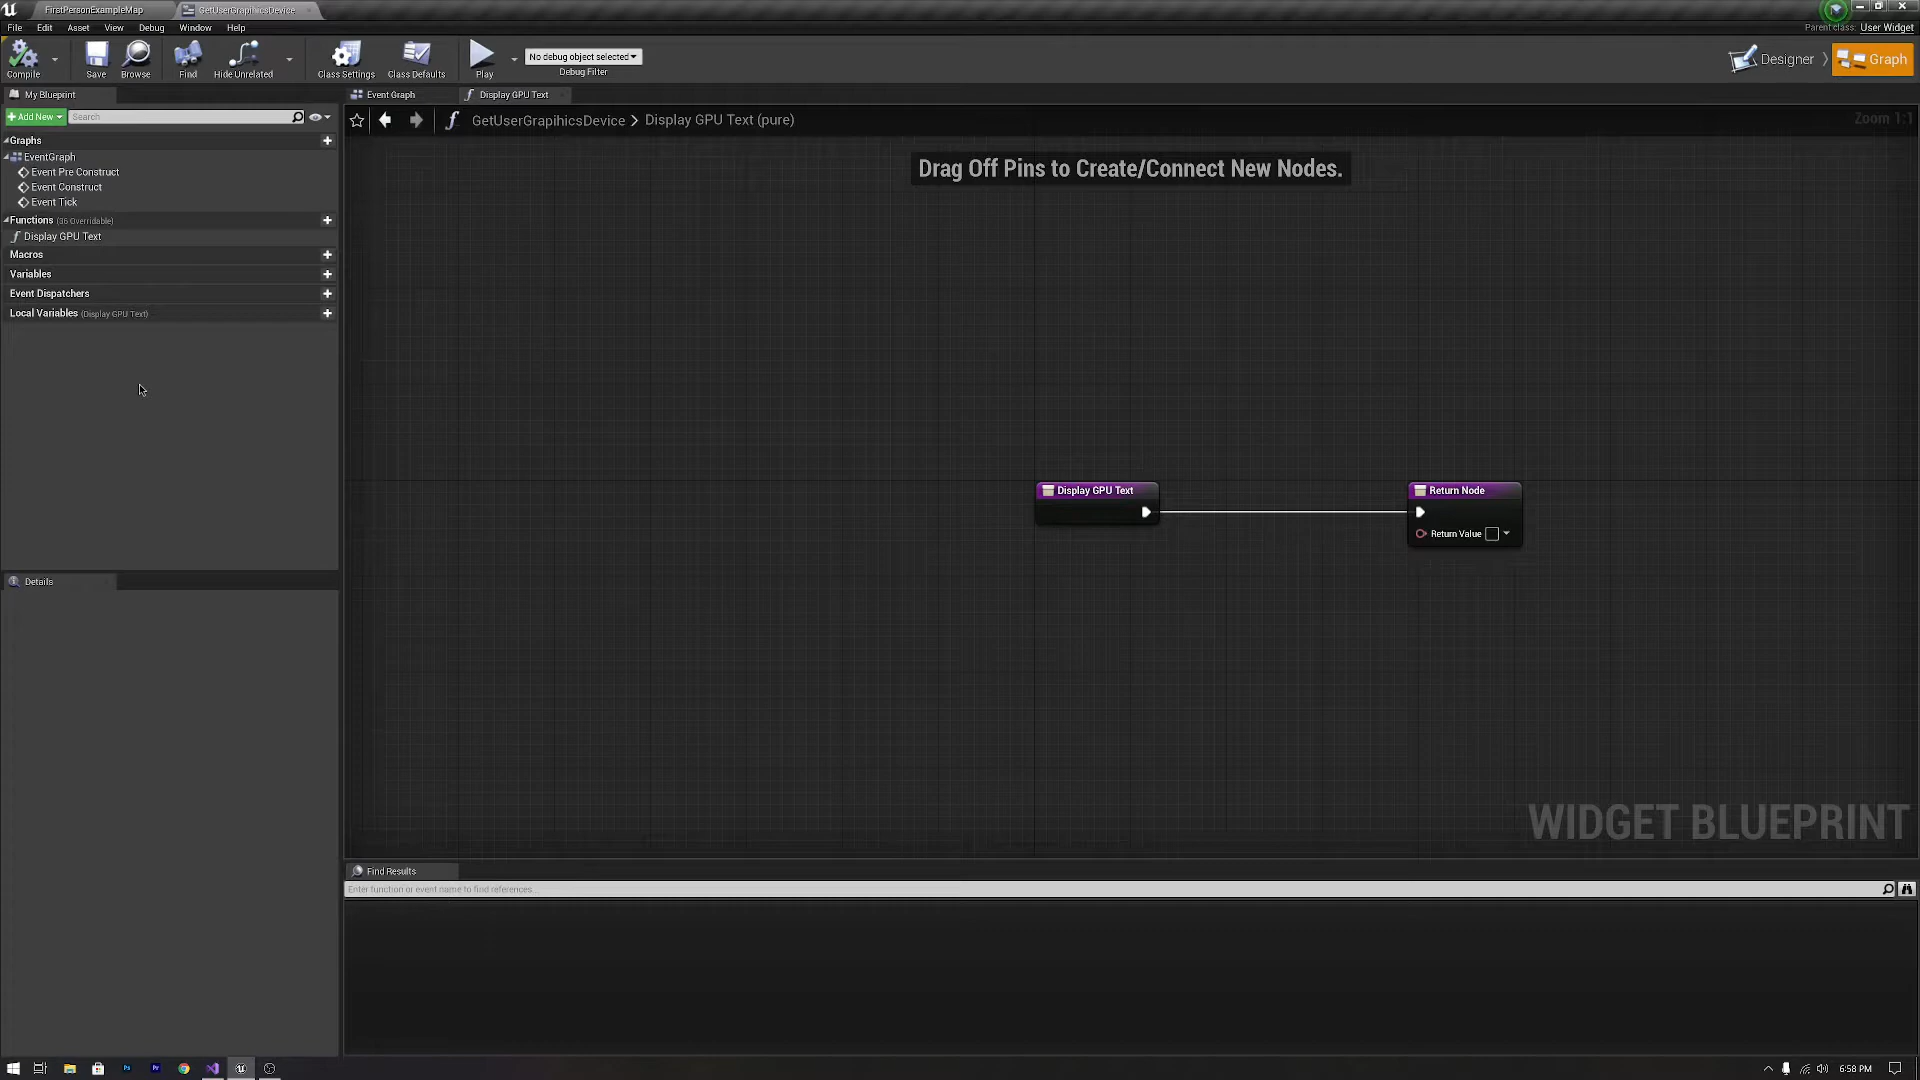 FirstPersonExampleMap
GetUserGrapihicsDevice
File Edit Asset View Debug Window Help
Parent class: User Widget
Compile
Save
Browse
Find
Hide Unrelated
Class Settings
Class Defaults
Play
No debug object selected
Debug Filter
Designer
Graph
My Blueprint
Event Graph
Display GPU Text
Add New
Search
GetUserGrapihicsDevice > Display GPU Text (pure)
Zoom 1:1
Graphs
EventGraph
Event Pre Construct
Event Construct
Event Tick
Functions (36 Overridable)
Display GPU Text
Macros
Variables
Event Dispatchers
Local Variables (Display GPU Text)
Drag Off Pins to Create/Connect New Nodes.
Display GPU Text
Return Node
Return Value
Details
WIDGET BLUEPRINT
Find Results
Enter function or event name to find references...
6:58 PM